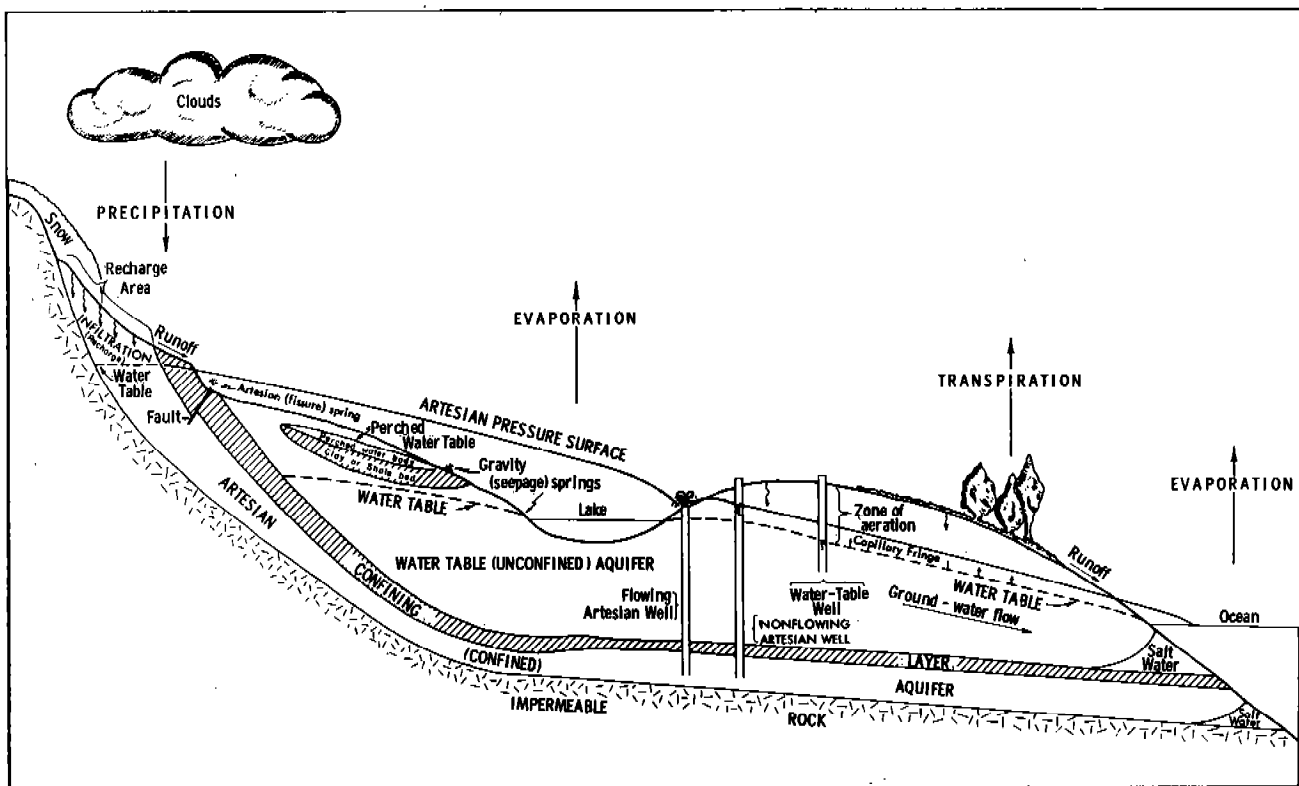 Clouds
PRECIPITATION
Snow
Recharge
Area
INFILTRATION
(Recharge)
Runoff
Water
Table
Fault
Artesian (fissure) spring
EVAPORATION
ARTESIAN PRESSURE SURFACE
Perched
Water Table
Perched water body
Clay or Shale bed
Gravity
(seepage) springs
WATER TABLE
Lake
TRANSPIRATION
EVAPORATION
Zone of
aeration
Capillary Fringe
Runoff
WATER TABLE
Ground - water flow
Ocean
WATER TABLE (UNCONFINED) AQUIFER
Flowing
Artesian Well
Water-Table
Well
NONFLOWING
ARTESIAN WELL
Salt
Water
CONFINING
LAYER
ARTESIAN
(CONFINED)
AQUIFER
Salt
Water
IMPERMEABLE
ROCK